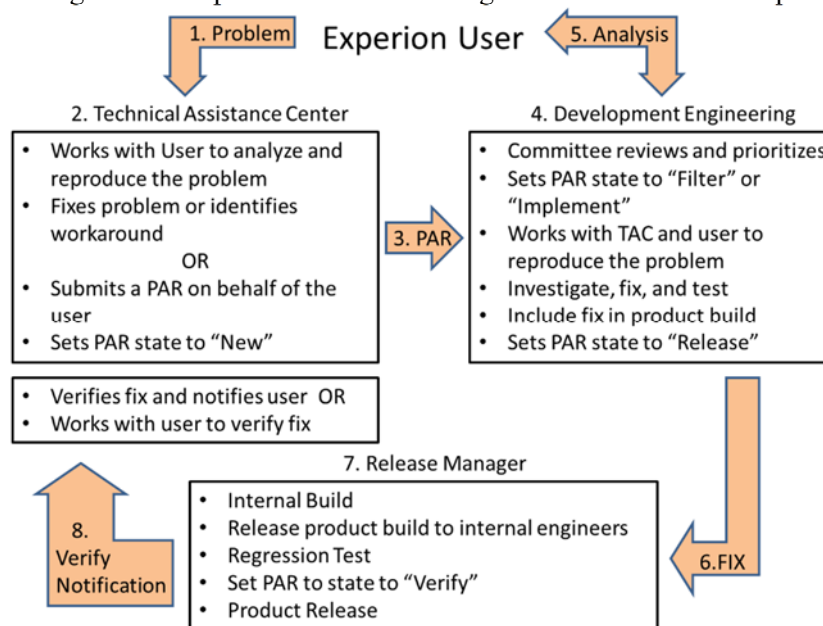 1. Problem
Experion User
5. Analysis
2. Technical Assistance Center
• Works with User to analyze and
reproduce the problem
• Fixes problem or identifies
workaround
OR
• Submits a PAR on behalf of the
user
• Sets PAR state to “New”
3. PAR
4. Development Engineering
• Committee reviews and prioritizes
• Sets PAR state to “Filter” or
“Implement”
• Works with TAC and user to
reproduce the problem
• Investigate, fix, and test
• Include fix in product build
• Sets PAR state to “Release”
• Verifies fix and notifies user OR
• Works with user to verify fix
7. Release Manager
• Internal Build
• Release product build to internal engineers
• Regression Test
• Set PAR to state to “Verify”
• Product Release
6.FIX
8.
Verify
Notification